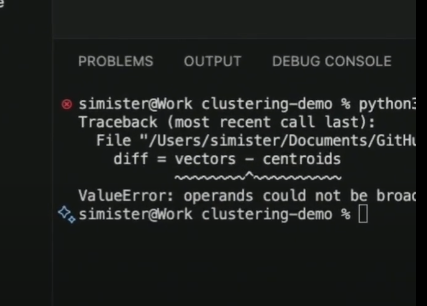 PROBLEMS OUTPUT DEBUG CONSOLE
simister@Work clustering-demo % python3
Traceback (most recent call last):
File "/Users/simister/Documents/GitHu
diff = vectors - centroids
~~~~~~~~^~~~~~~~~~~
ValueError: operands could not be broad
simister@Work clustering-demo %